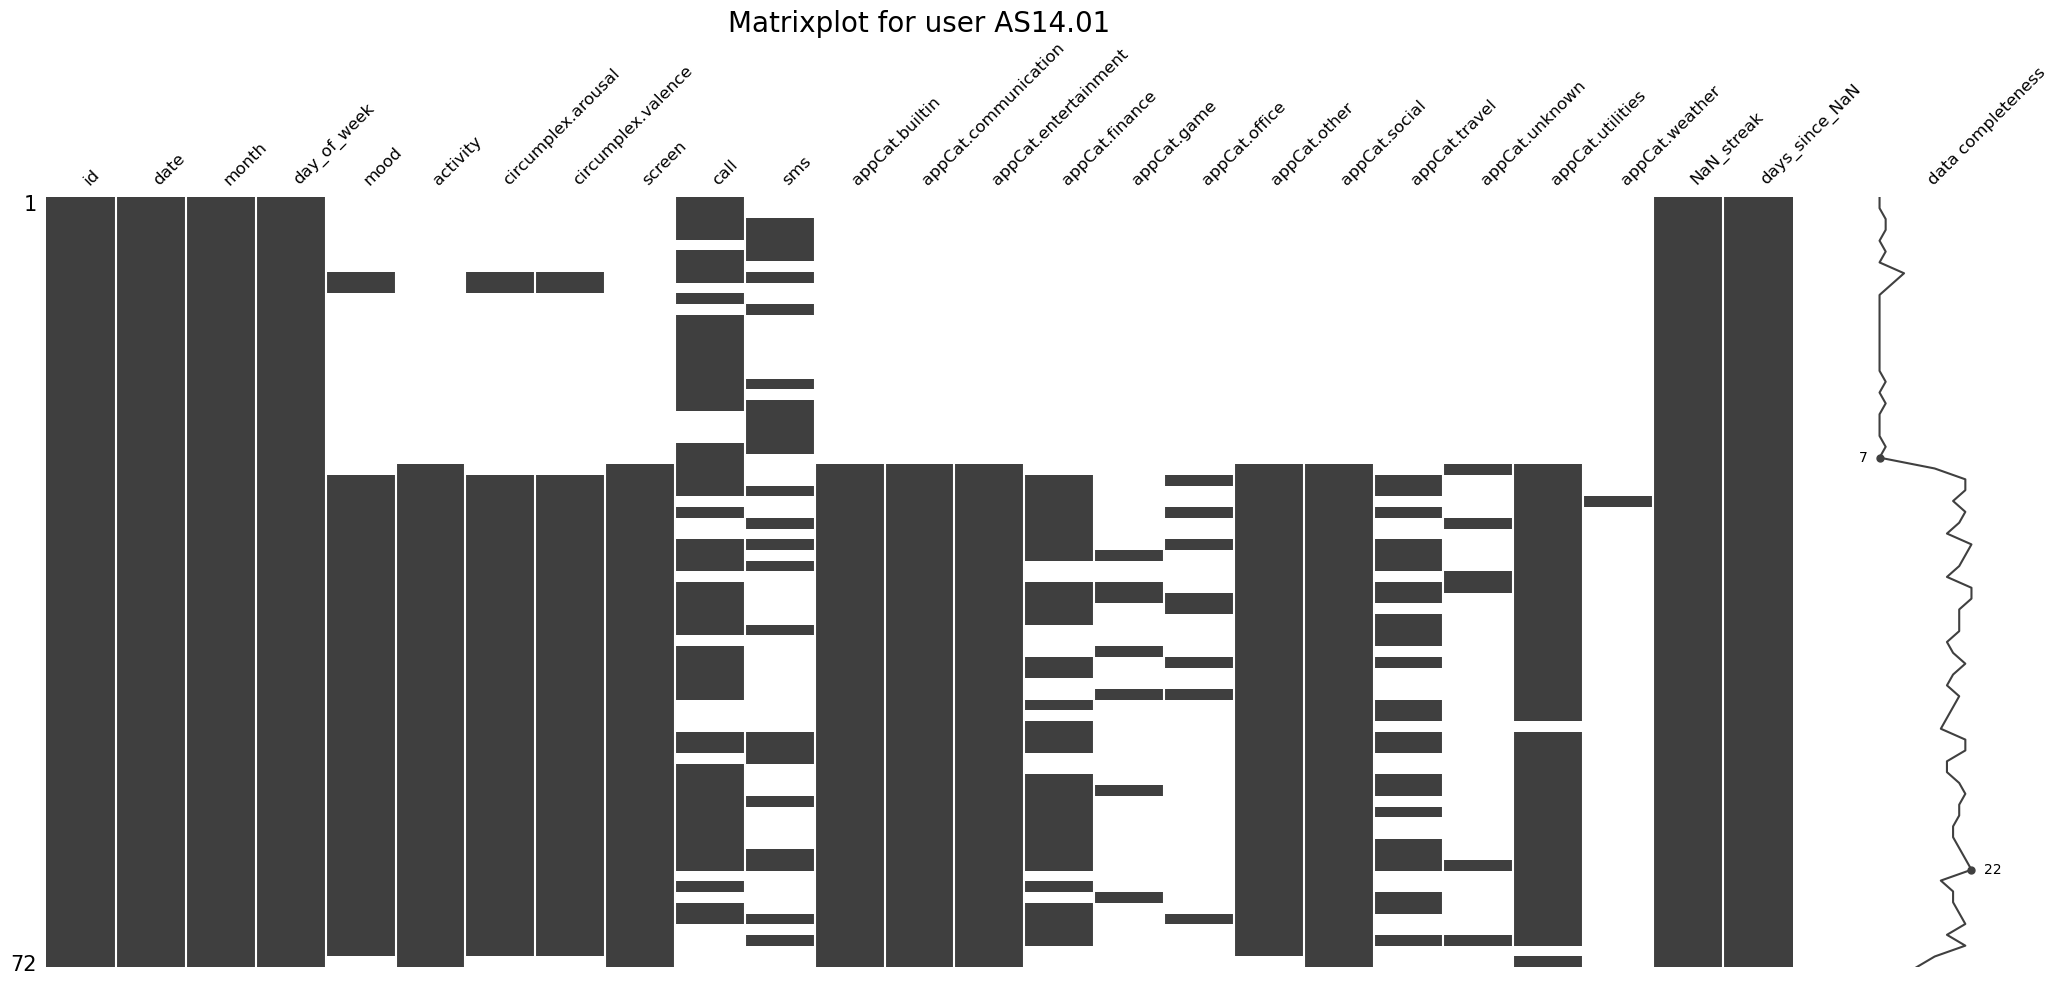 Matrixplot for user AS14.01
id
date
month
day_of_week
mood
activity
circumplex.arousal
circumplex.valence
screen
call
sms
appCat.builtin
appCat.communication
appCat.entertainment
appCat.finance
appCat.game
appCat.office
appCat.other
appCat.social
appCat.travel
appCat.unknown
appCat.utilities
appCat.weather
NaN_streak
days_since_NaN
data completeness
1
7
22
72